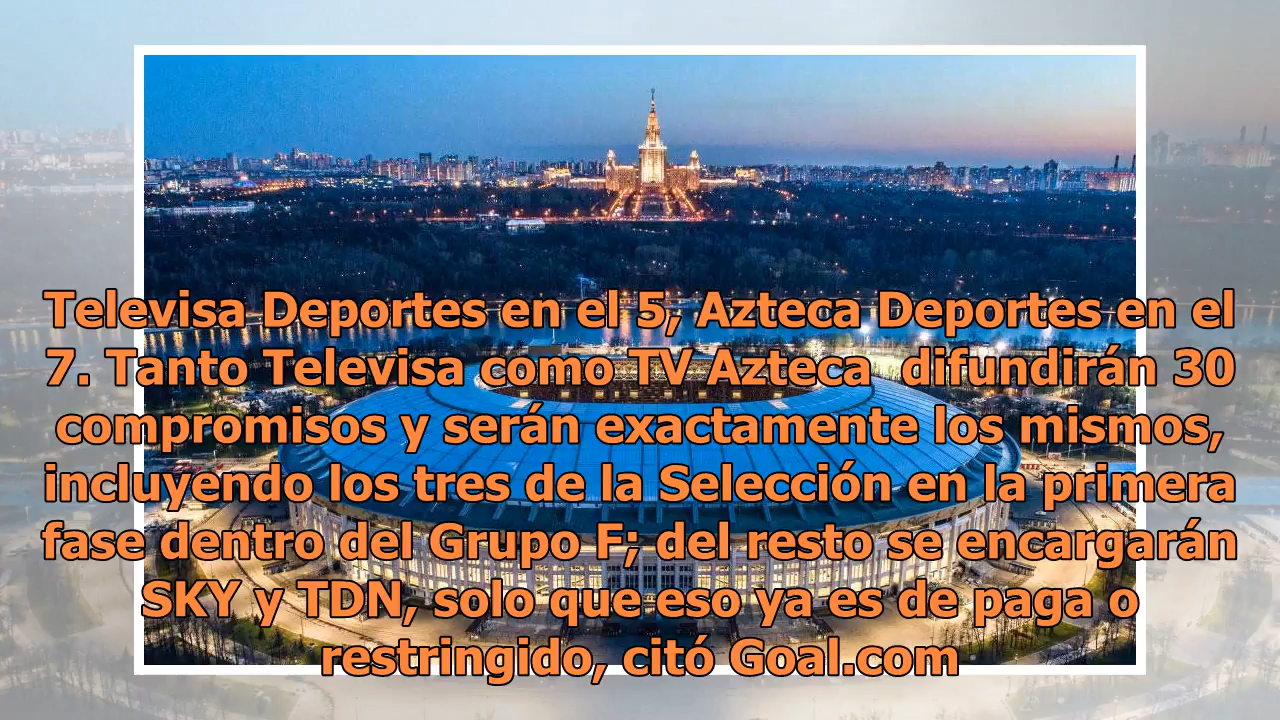 Televisa Deportes en el 5, Azteca Deportes en el
7. Tanto Televisa como TV Azteca  difundirán 30
compromisos y serán exactamente los mismos,
incluyendo los tres de la Selección en la primera
fase dentro del Grupo F; del resto se encargarán
SKY y TDN, solo que eso ya es de paga o
restringido, citó Goal.com